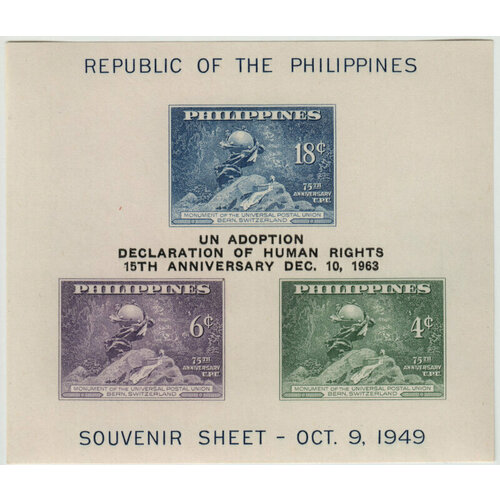 REPUBLIC OF THE PHILIPPINES
PHILIPPINES
18¢
75TH
ANNIVERSARY
U.P.U.
MONUMENT OF THE UNIVERSAL POSTAL UNION
BERN, SWITZERLAND
UN ADOPTION
DECLARATION OF HUMAN RIGHTS
15TH ANNIVERSARY DEC. 10, 1963
PHILIPPINES
6¢
75TH
ANNIVERSARY
U.P.U.
MONUMENT OF THE UNIVERSAL POSTAL UNION
BERN, SWITZERLAND
PHILIPPINES
4¢
75TH
ANNIVERSARY
U.P.U.
MONUMENT OF THE UNIVERSAL POSTAL UNION
BERN, SWITZERLAND
SOUVENIR SHEET - OCT. 9, 1949